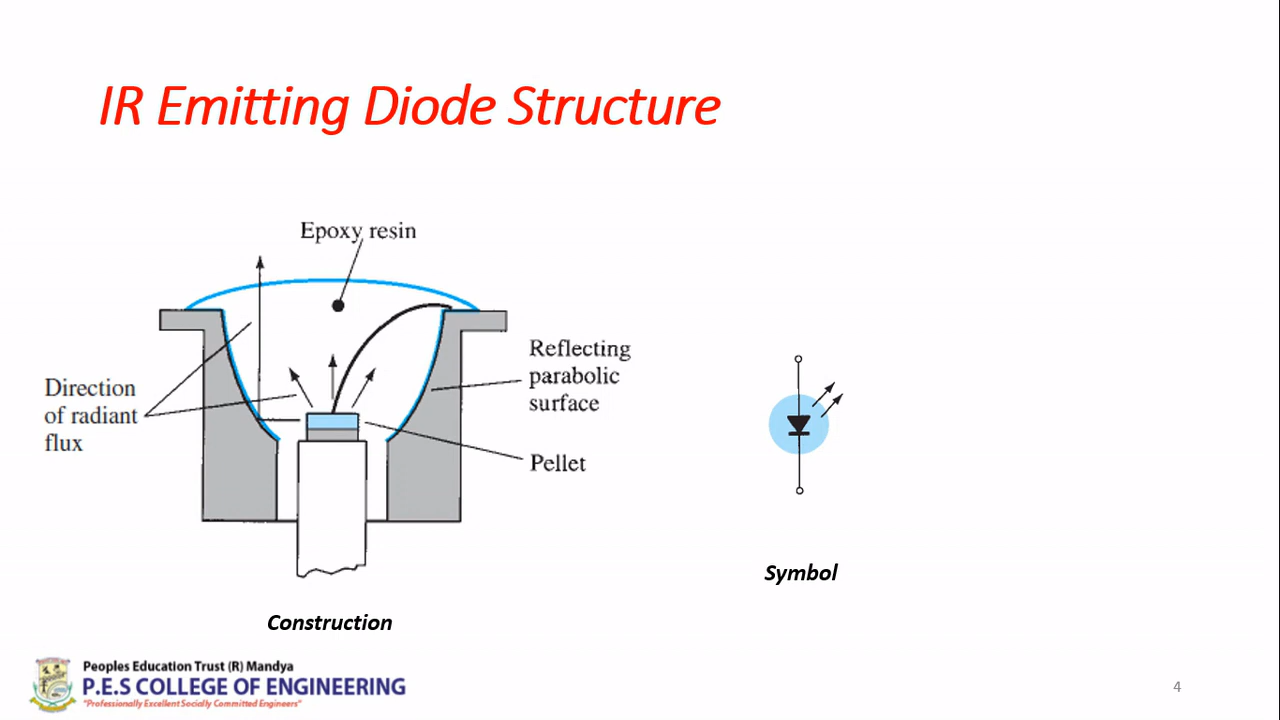 IR Emitting Diode Structure
Epoxy resin
Direction
of radiant
flux
Reflecting
parabolic
surface
Pellet
Symbol
Construction
Peoples Education Trust (R) Mandya
P.E.S COLLEGE OF ENGINEERING
"Professionally Excellent Socially Committed Engineers"
4